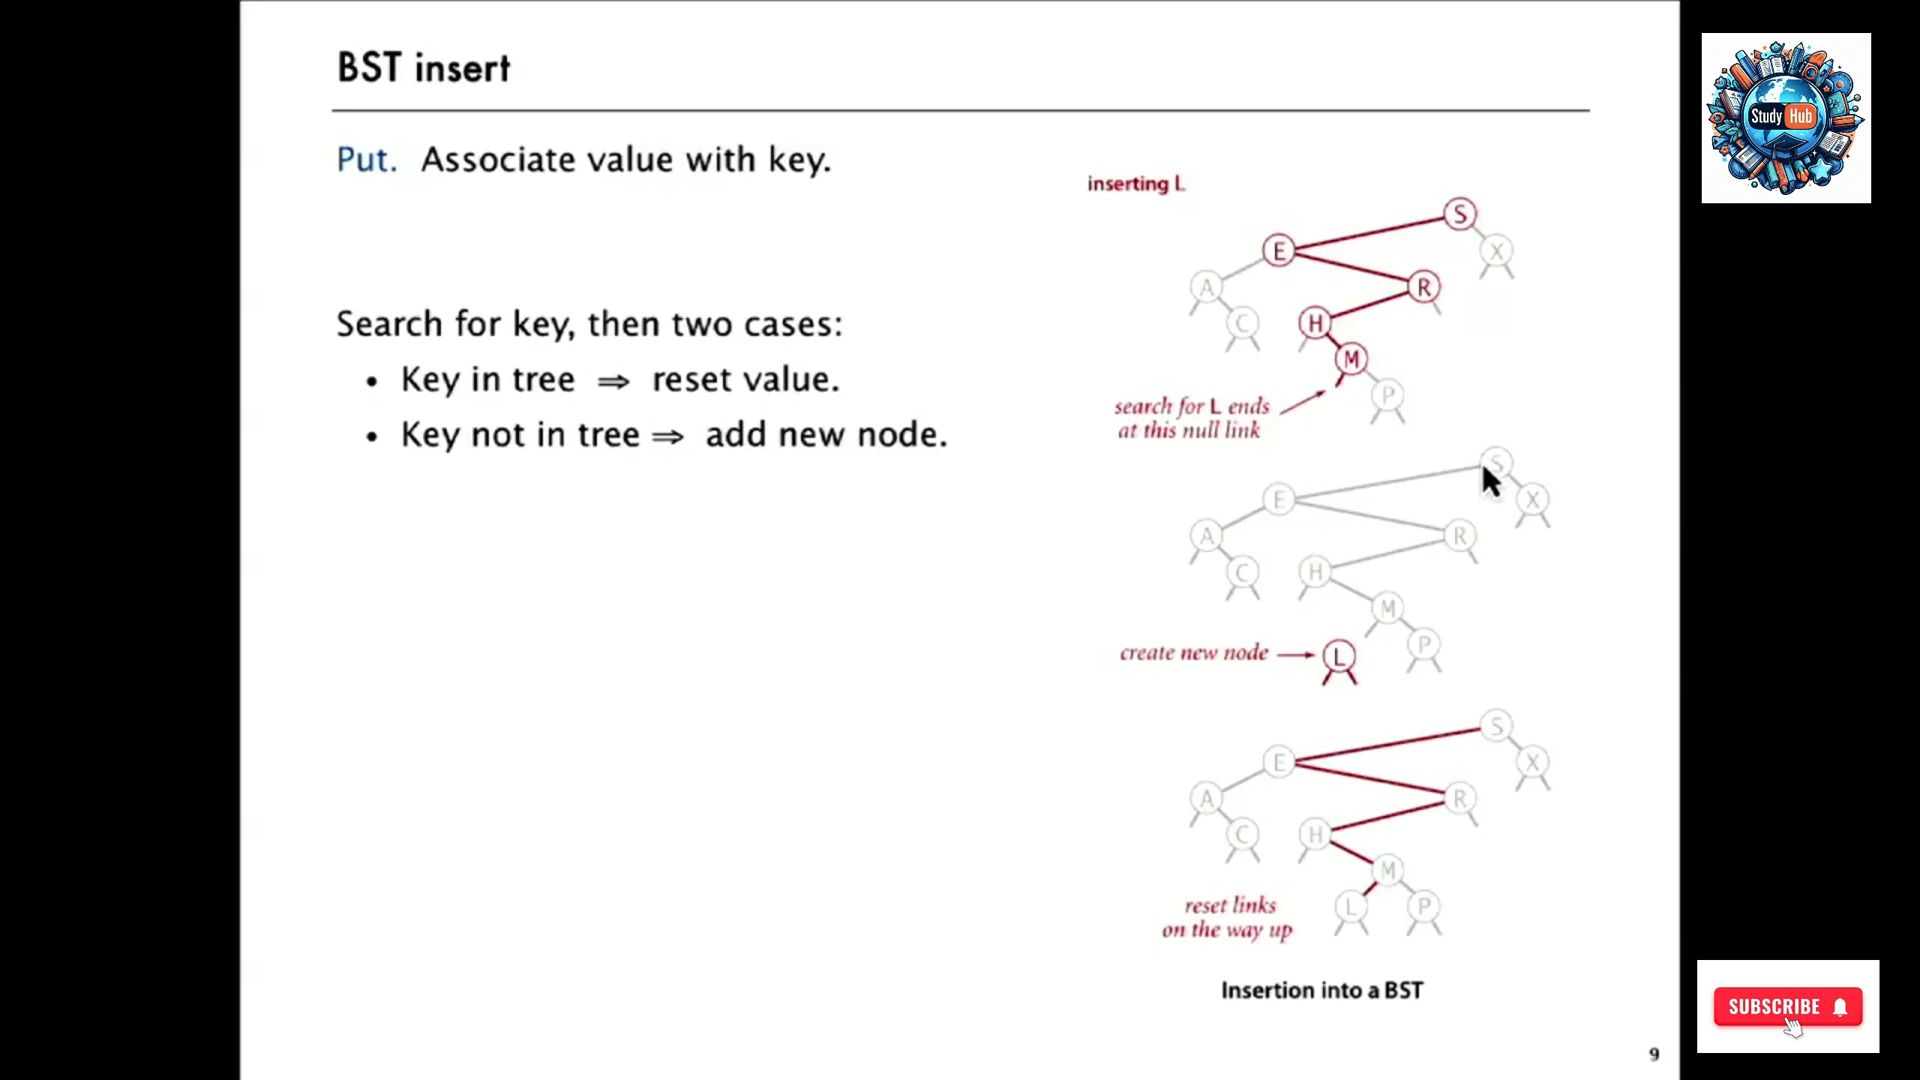 BST insert
Put. Associate value with key.
Search for key, then two cases:
• Key in tree ⇒ reset value.
• Key not in tree ⇒ add new node.
inserting L
S
E
X
A
R
C
H
M
P
search for L ends
at this null link
S
E
X
A
R
C
H
M
P
create new node
L
S
E
X
A
R
C
H
M
L
P
reset links
on the way up
Insertion into a BST
9
Study Hub
SUBSCRIBE